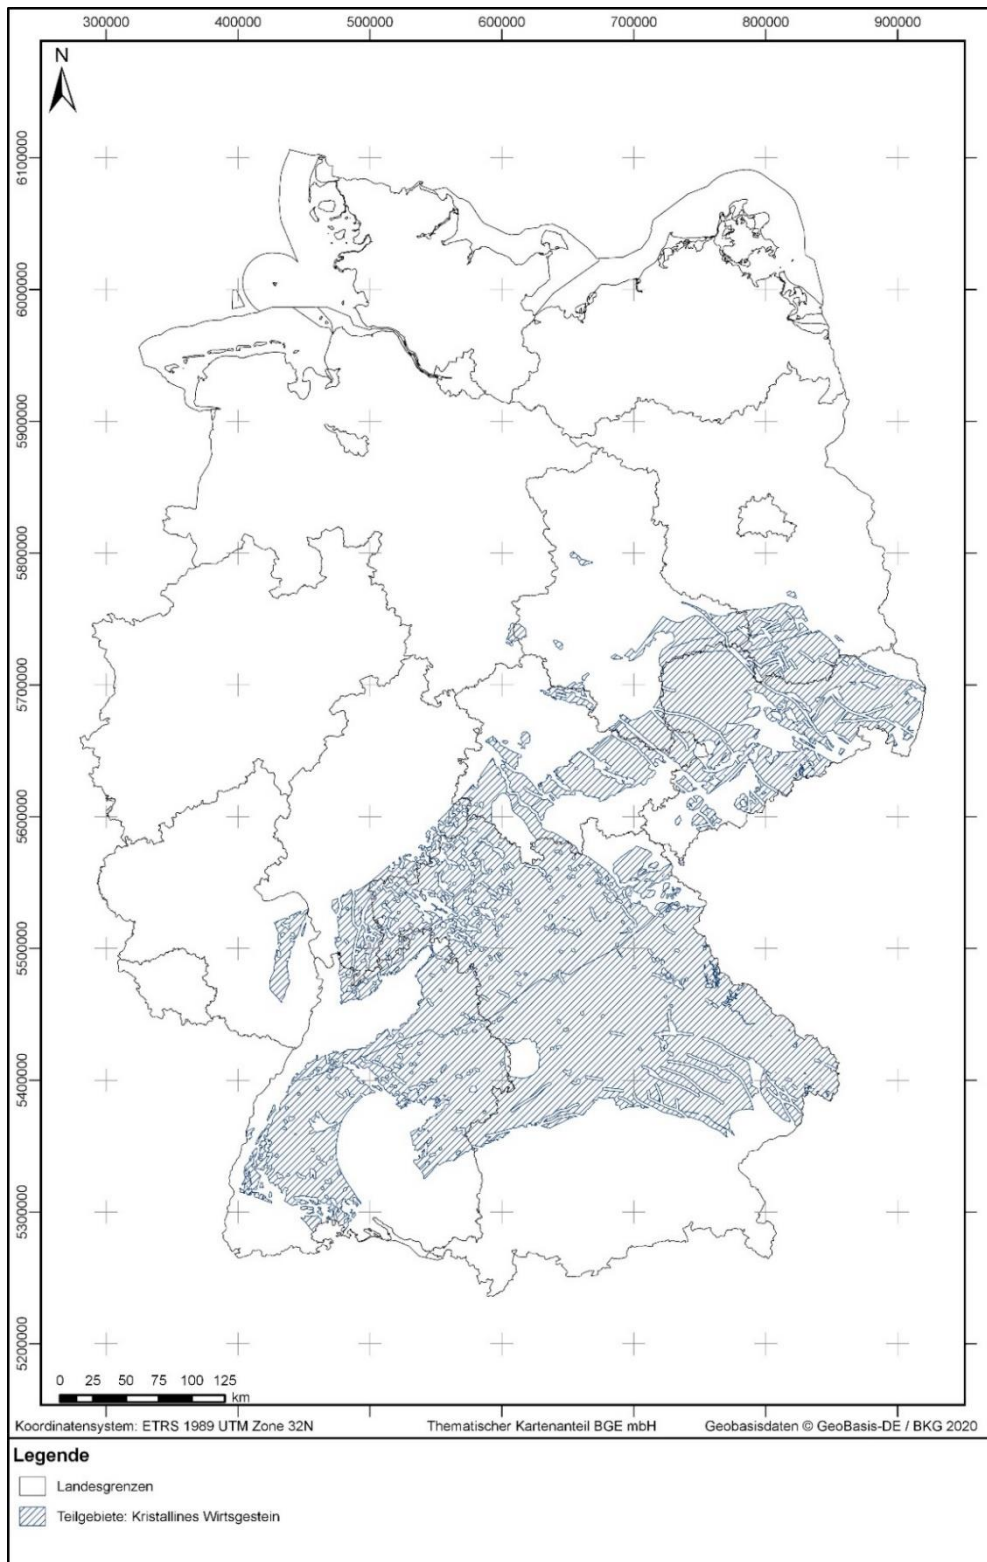 300000 400000 500000 600000 700000 800000 900000
N
6100000
6000000
5900000
5800000
5700000
5600000
5500000
5400000
5300000
5200000
0 25 50 75 100 125
km
Koordinatensystem: ETRS 1989 UTM Zone 32N Thematischer Kartenanteil BGE mbH Geobasisdaten © GeoBasis-DE / BKG 2020
Legende
Landesgrenzen
Teilgebiete: Kristallines Wirtsgestein